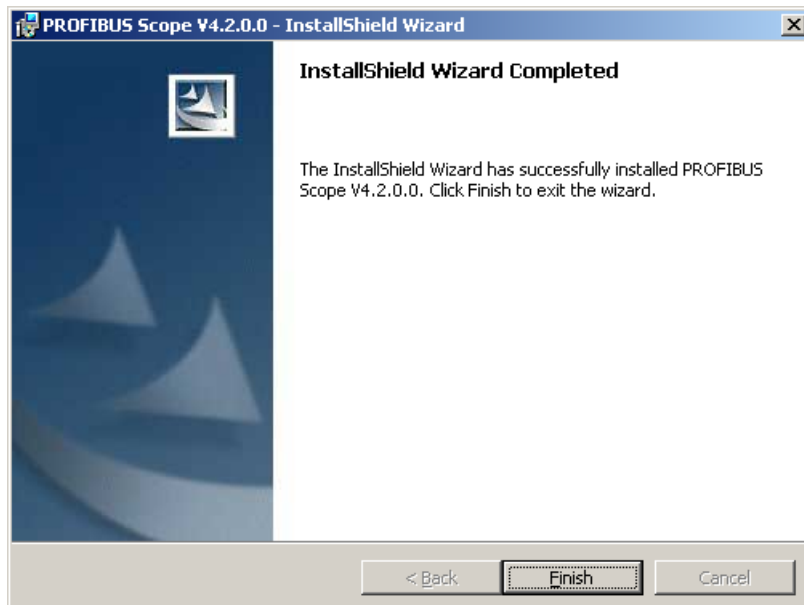 PROFIBUS Scope V4.2.0.0 - InstallShield Wizard
InstallShield Wizard Completed
The InstallShield Wizard has successfully installed PROFIBUS
Scope V4.2.0.0. Click Finish to exit the wizard.
< Back
Finish
Cancel